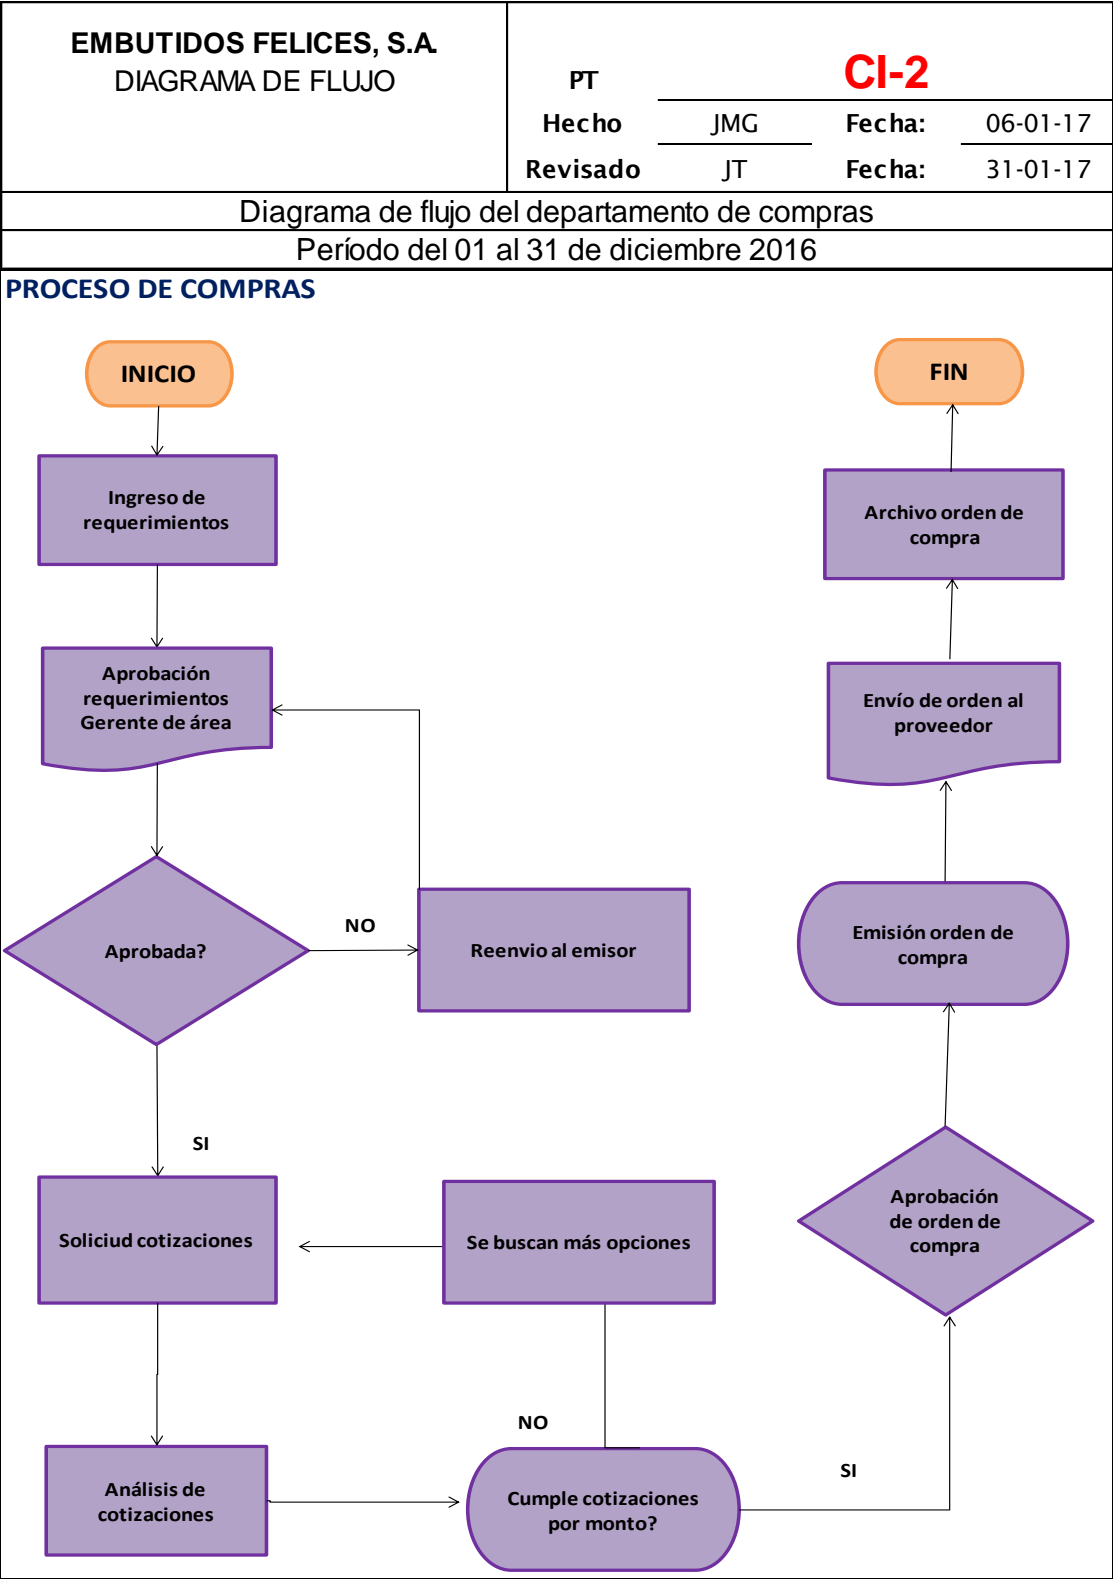 EMBUTIDOS FELICES, S.A.
DIAGRAMA DE FLUJO
PT CI-2
Hecho JMG Fecha: 06-01-17
Revisado JT Fecha: 31-01-17
Diagrama de flujo del departamento de compras
Período del 01 al 31 de diciembre 2016
PROCESO DE COMPRAS
INICIO
Ingreso de
requerimientos
Aprobación
requerimientos
Gerente de área
Aprobada?
NO
Reenvio al emisor
SI
Soliciud cotizaciones
Se buscan más opciones
Análisis de
cotizaciones
NO
Cumple cotizaciones
por monto?
SI
Aprobación
de orden de
compra
Emisión orden de
compra
Envío de orden al
proveedor
Archivo orden de
compra
FIN